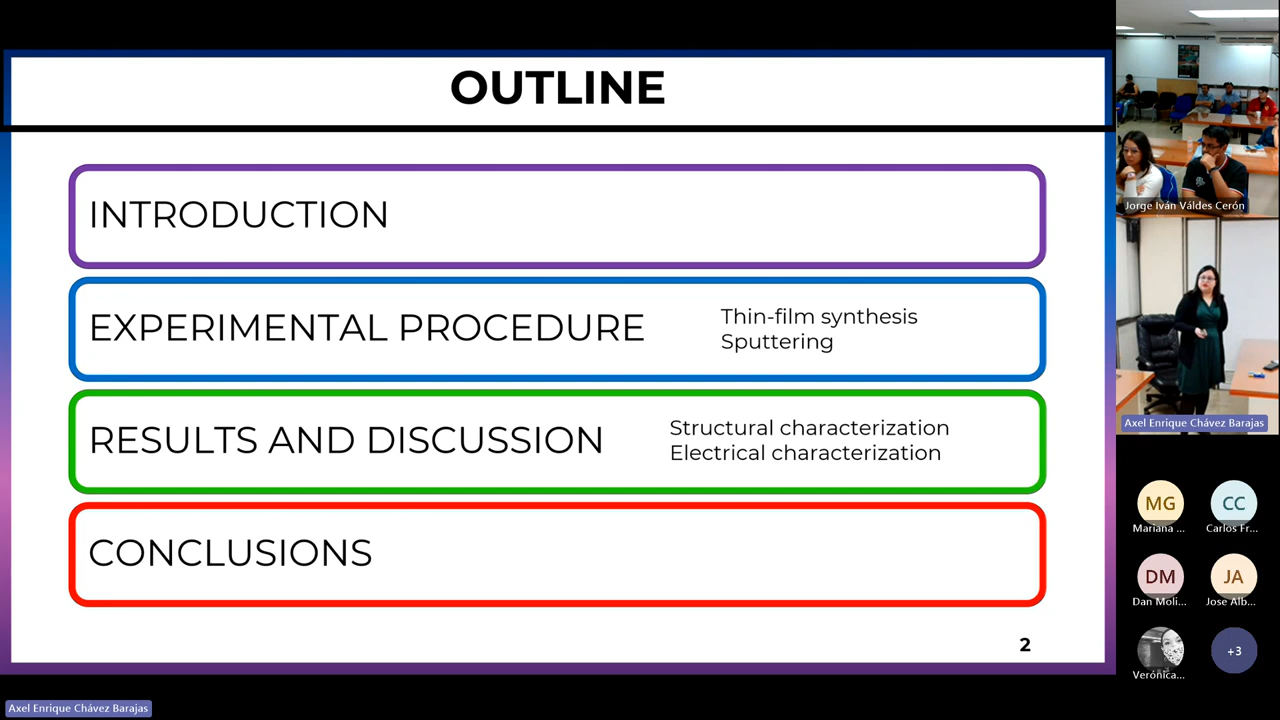 OUTLINE
INTRODUCTION
EXPERIMENTAL PROCEDURE
Thin-film synthesis
Sputtering
RESULTS AND DISCUSSION
Structural characterization
Electrical characterization
CONCLUSIONS
2
Axel Enrique Chávez Barajas
Jorge Iván Váldes Cerón
Axel Enrique Chávez Barajas
MG
Mariana ...
CC
Carlos Fr...
DM
Dan Moli...
JA
Jose Alb...
Verónica...
+3